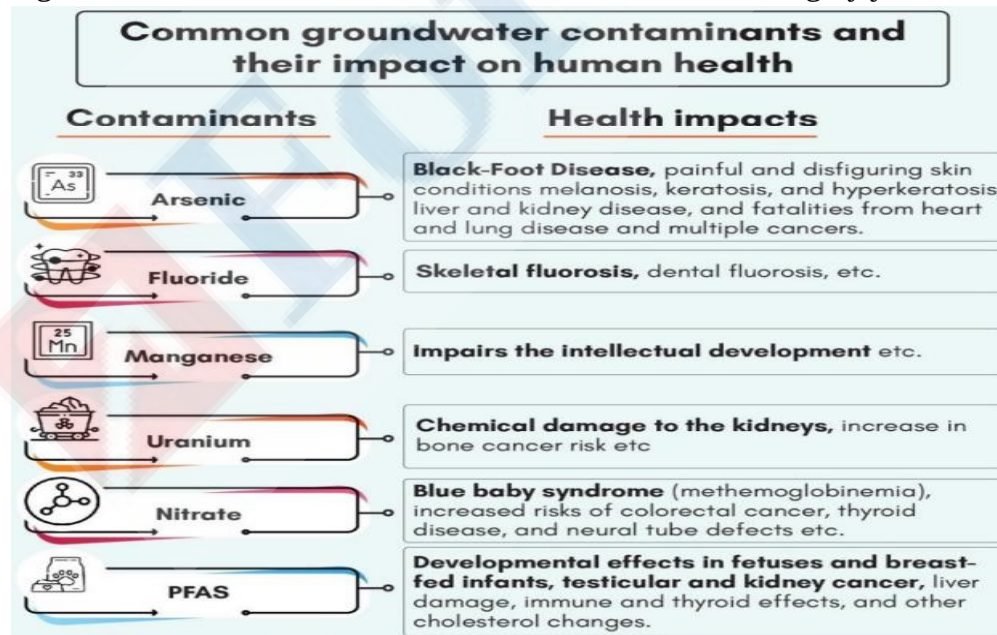 Common groundwater contaminants and
their impact on human health
Contaminants
Health impacts
33
As
Arsenic
Black-Foot Disease, painful and disfiguring skin
conditions melanosis, keratosis, and hyperkeratosis
liver and kidney disease, and fatalities from heart
and lung disease and multiple cancers.
Fluoride
Skeletal fluorosis, dental fluorosis, etc.
25
Mn
Manganese
Impairs the intellectual development etc.
Uranium
Chemical damage to the kidneys, increase in
bone cancer risk etc
Nitrate
Blue baby syndrome (methemoglobinemia),
increased risks of colorectal cancer, thyroid
disease, and neural tube defects etc.
PFAS
Developmental effects in fetuses and breast-
fed infants, testicular and kidney cancer, liver
damage, immune and thyroid effects, and other
cholesterol changes.